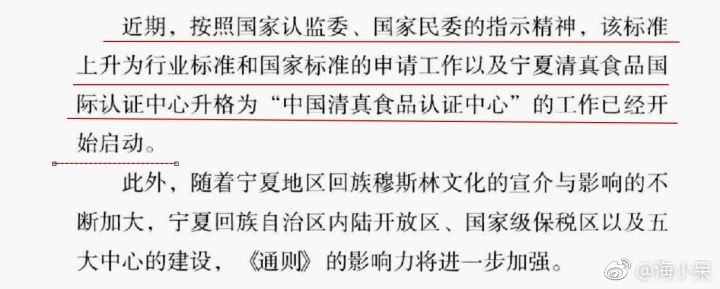 近期，按照国家认监委、国家民委的指示精神，该标准
上升为行业标准和国家标准的申请工作以及宁夏清真食品国
际认证中心升格为“中国清真食品认证中心”的工作已经开
始启动。
此外，随着宁夏地区回族穆斯林文化的宣介与影响的不
断加大，宁夏回族自治区内陆开放区、国家级保税区以及五
大中心的建设，《通则》的影响力将进一步加强。
@海小杲